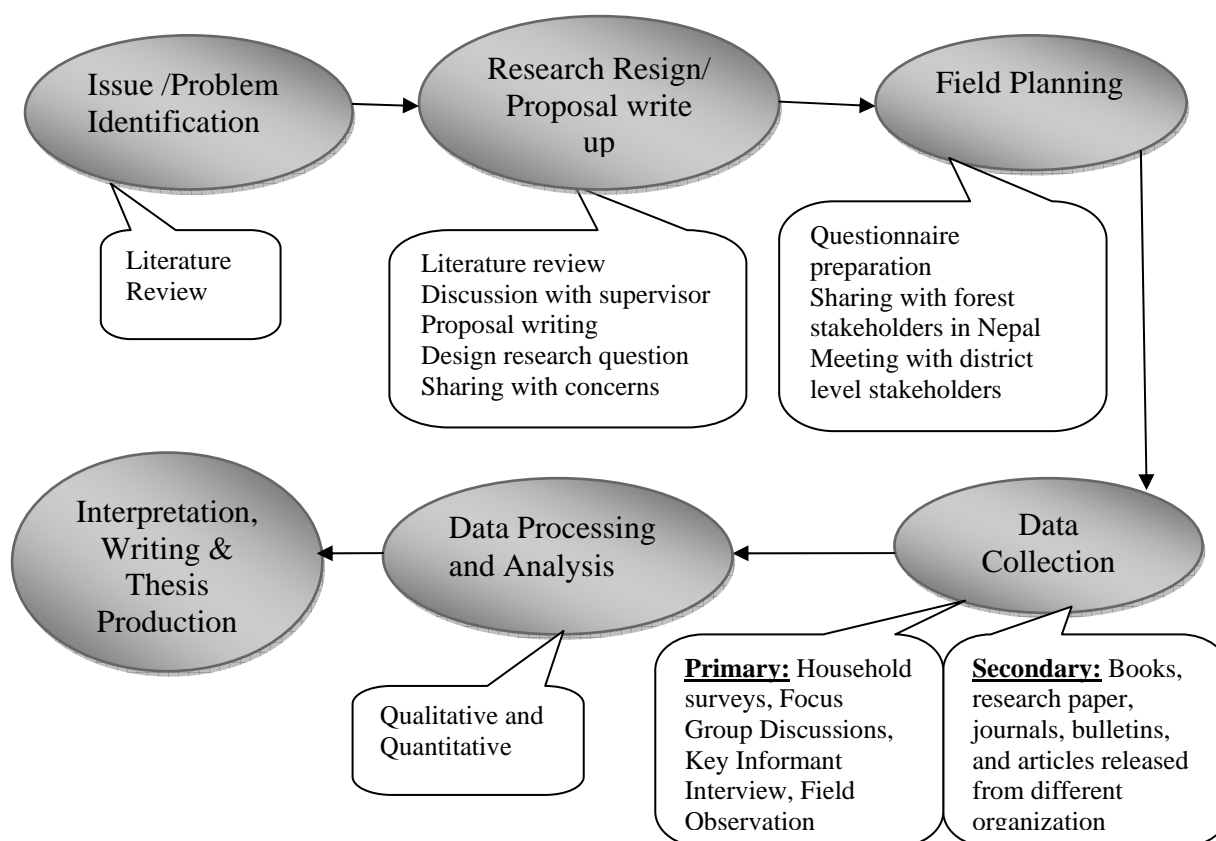 Issue /Problem
Identification
Research Resign/
Proposal write
up
Field Planning
Literature
Review
Literature review
Discussion with supervisor
Proposal writing
Design research question
Sharing with concerns
Questionnaire
preparation
Sharing with forest
stakeholders in Nepal
Meeting with district
level stakeholders
Data
Collection
Data Processing
and Analysis
Interpretation,
Writing &
Thesis
Production
Primary: Household
surveys, Focus
Group Discussions,
Key Informant
Interview, Field
Observation
Secondary: Books,
research paper,
journals, bulletins,
and articles released
from different
organization
Qualitative and
Quantitative